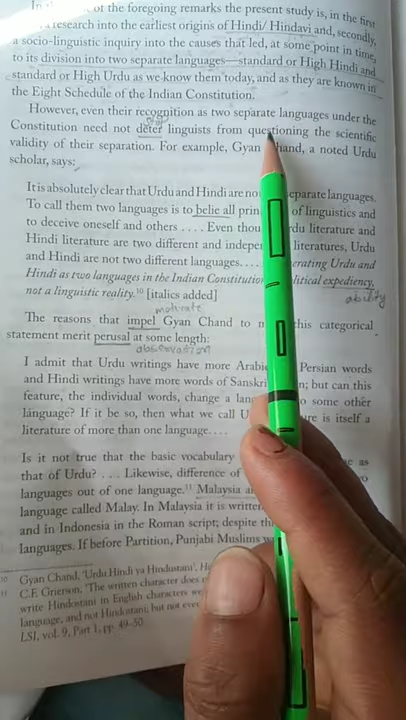 of the foregoing remarks the present study is, in the first
research into the earliest origins of Hindi/Hindavi and, secondly,
a socio-linguistic inquiry into the causes that led, at some point in time,
to its division into two separate languages—standard or High Hindi and
standard or High Urdu as we know them today, and as they are known in
the Eight Schedule of the Indian Constitution.
However, even their recognition as two separate languages under the
Constitution need not deter linguists from questioning the scientific
validity of their separation. For example, Gyan Chand, a noted Urdu
scholar, says:
It is absolutely clear that Urdu and Hindi are no separate languages.
To call them two languages is to belie all prin of linguistics and
to deceive oneself and others . . . . Even thou rdu literature and
Hindi literature are two different and indepen literatures, Urdu
and Hindi are not two different languages. . . . erating Urdu and
Hindi as two languages in the Indian Constitution litical expediency,
not a linguistic reality.10 [italics added]
ability
motivate
The reasons that impel Gyan Chand to m this categorical
statement merit perusal at some length:
observation
I admit that Urdu writings have more Arabi Persian words
and Hindi writings have more words of Sanskri n; but can this
feature, the individual words, change a lan to some other
language? If it be so, then what we call U re is itself a
literature of more than one language. . . .
Is it not true that the basic vocabulary as
that of Urdu? . . . Likewise, difference of
languages out of one language.11 Malaysia a
language called Malay. In Malaysia it is writte
and in Indonesia in the Roman script; despite th
languages. If before Partition, Punjabi Muslims
10 Gyan Chand, 'Urdu Hindi ya Hindustani',
11 C.F. Grierson, 'The written character does
write Hindostani in English characters
language, and not Hindostani; but not
LSI, vol. 9, Part 1, pp. 49–50.